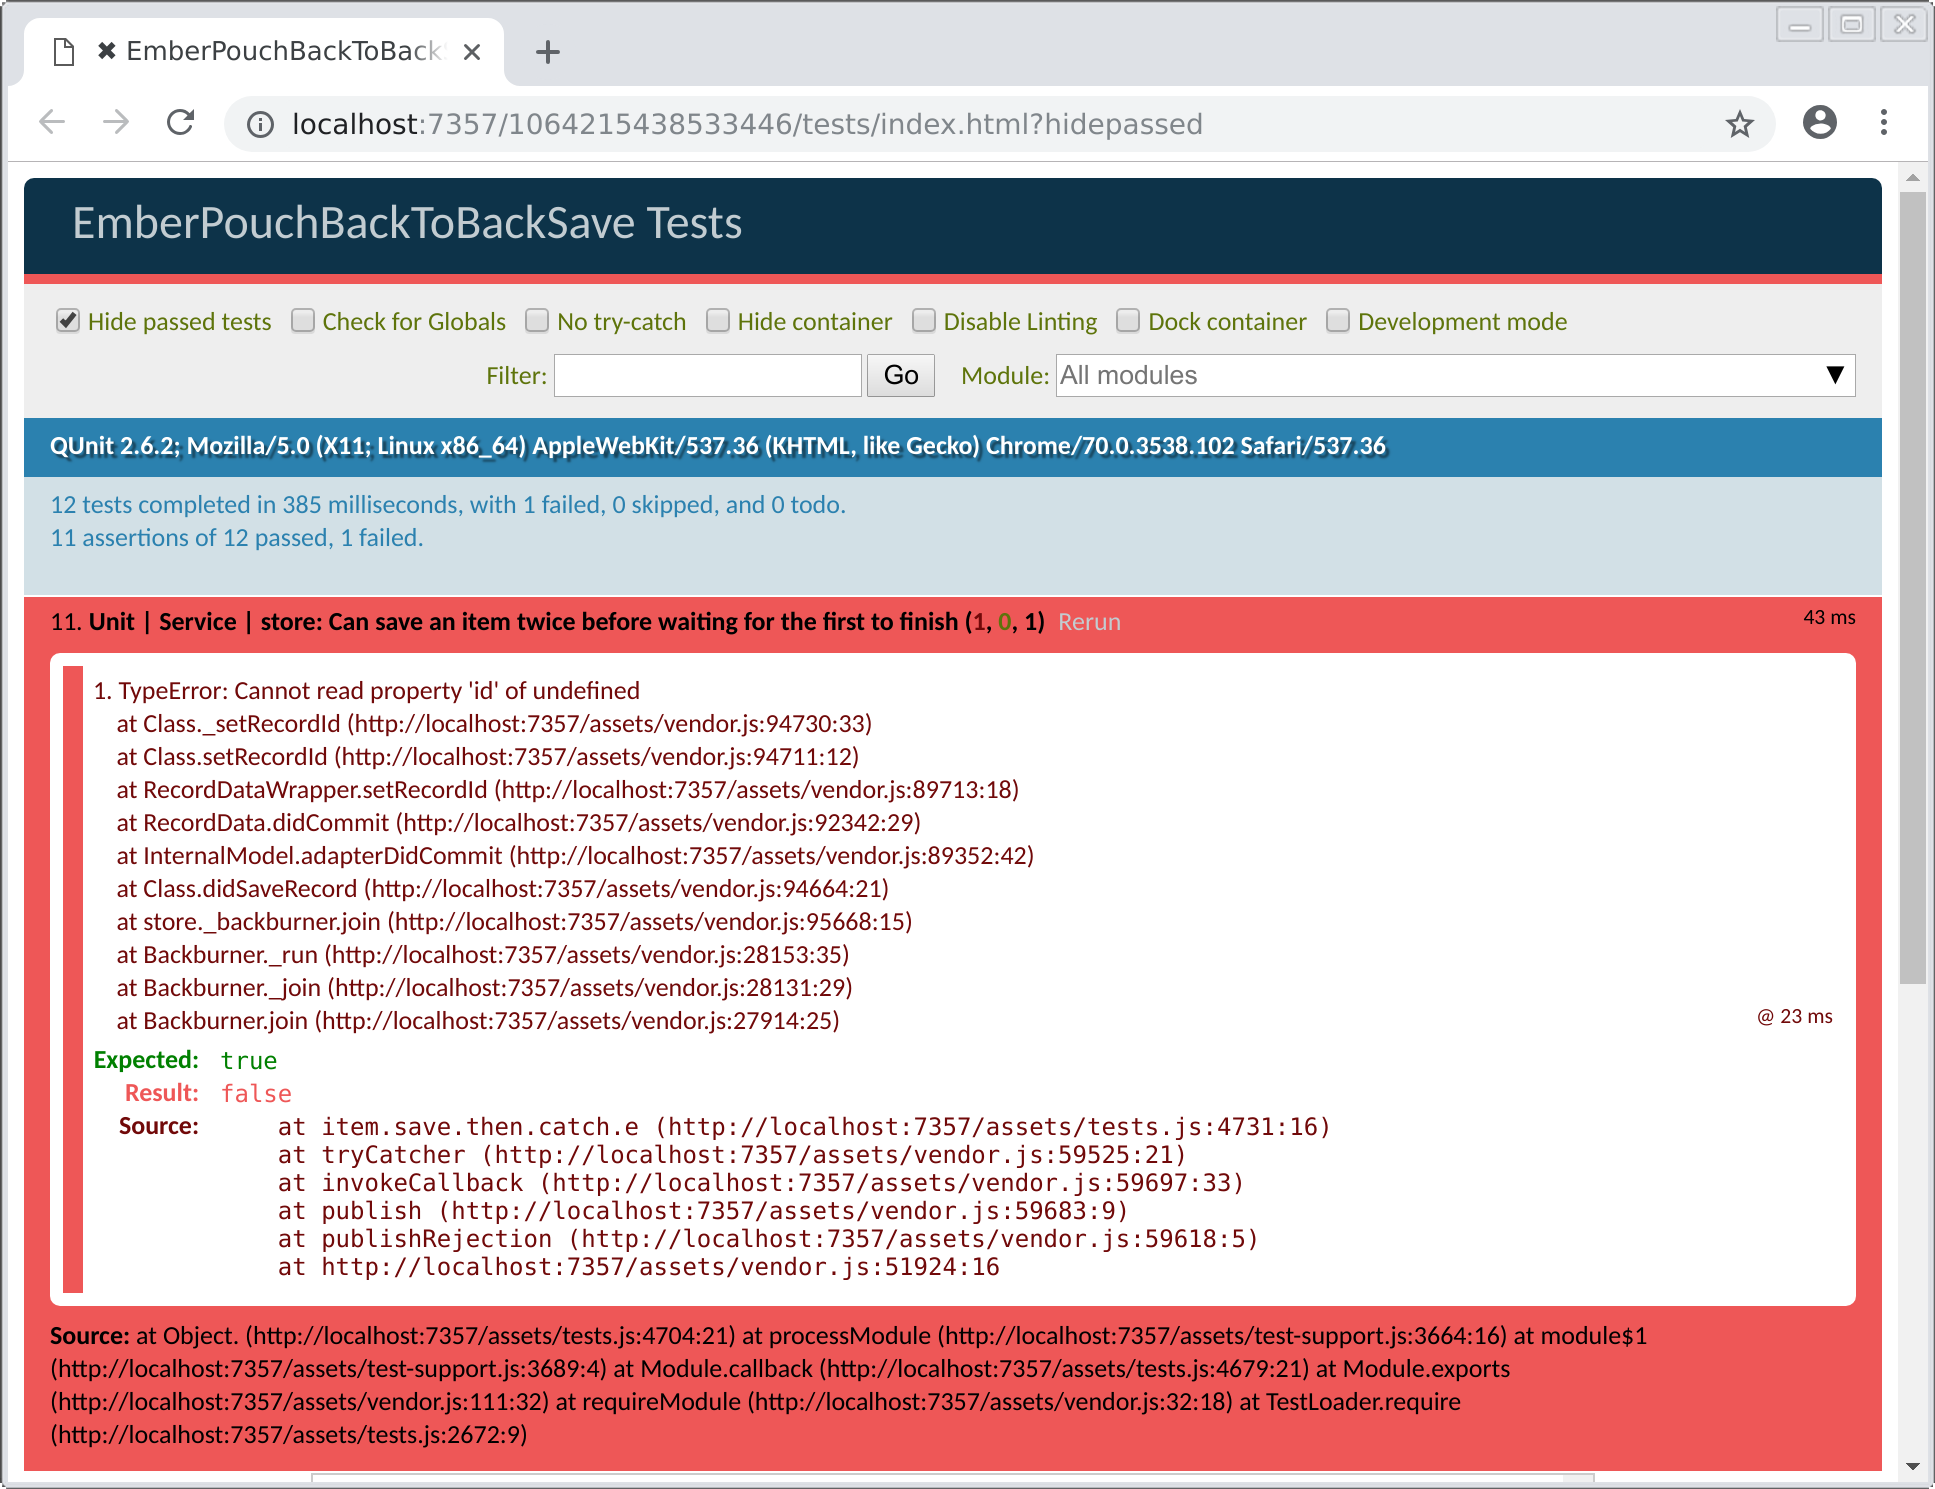 ✖ EmberPouchBackToBack
localhost:7357/1064215438533446/tests/index.html?hidepassed
EmberPouchBackToBackSave Tests
Hide passed tests Check for Globals No try-catch Hide container Disable Linting Dock container Development mode
Filter: Go Module: All modules ▼
QUnit 2.6.2; Mozilla/5.0 (X11; Linux x86_64) AppleWebKit/537.36 (KHTML, like Gecko) Chrome/70.0.3538.102 Safari/537.36
12 tests completed in 385 milliseconds, with 1 failed, 0 skipped, and 0 todo.
11 assertions of 12 passed, 1 failed.
11. Unit | Service | store: Can save an item twice before waiting for the first to finish (1, 0, 1) Rerun 43 ms
1. TypeError: Cannot read property 'id' of undefined
at Class._setRecordId (http://localhost:7357/assets/vendor.js:94730:33)
at Class.setRecordId (http://localhost:7357/assets/vendor.js:94711:12)
at RecordDataWrapper.setRecordId (http://localhost:7357/assets/vendor.js:89713:18)
at RecordData.didCommit (http://localhost:7357/assets/vendor.js:92342:29)
at InternalModel.adapterDidCommit (http://localhost:7357/assets/vendor.js:89352:42)
at Class.didSaveRecord (http://localhost:7357/assets/vendor.js:94664:21)
at store._backburner.join (http://localhost:7357/assets/vendor.js:95668:15)
at Backburner._run (http://localhost:7357/assets/vendor.js:28153:35)
at Backburner._join (http://localhost:7357/assets/vendor.js:28131:29)
at Backburner.join (http://localhost:7357/assets/vendor.js:27914:25) @ 23 ms
Expected: true
Result: false
Source: at item.save.then.catch.e (http://localhost:7357/assets/tests.js:4731:16)
at tryCatcher (http://localhost:7357/assets/vendor.js:59525:21)
at invokeCallback (http://localhost:7357/assets/vendor.js:59697:33)
at publish (http://localhost:7357/assets/vendor.js:59683:9)
at publishRejection (http://localhost:7357/assets/vendor.js:59618:5)
at http://localhost:7357/assets/vendor.js:51924:16
Source: at Object. (http://localhost:7357/assets/tests.js:4704:21) at processModule (http://localhost:7357/assets/test-support.js:3664:16) at module$1
(http://localhost:7357/assets/test-support.js:3689:4) at Module.callback (http://localhost:7357/assets/tests.js:4679:21) at Module.exports
(http://localhost:7357/assets/vendor.js:111:32) at requireModule (http://localhost:7357/assets/vendor.js:32:18) at TestLoader.require
(http://localhost:7357/assets/tests.js:2672:9)